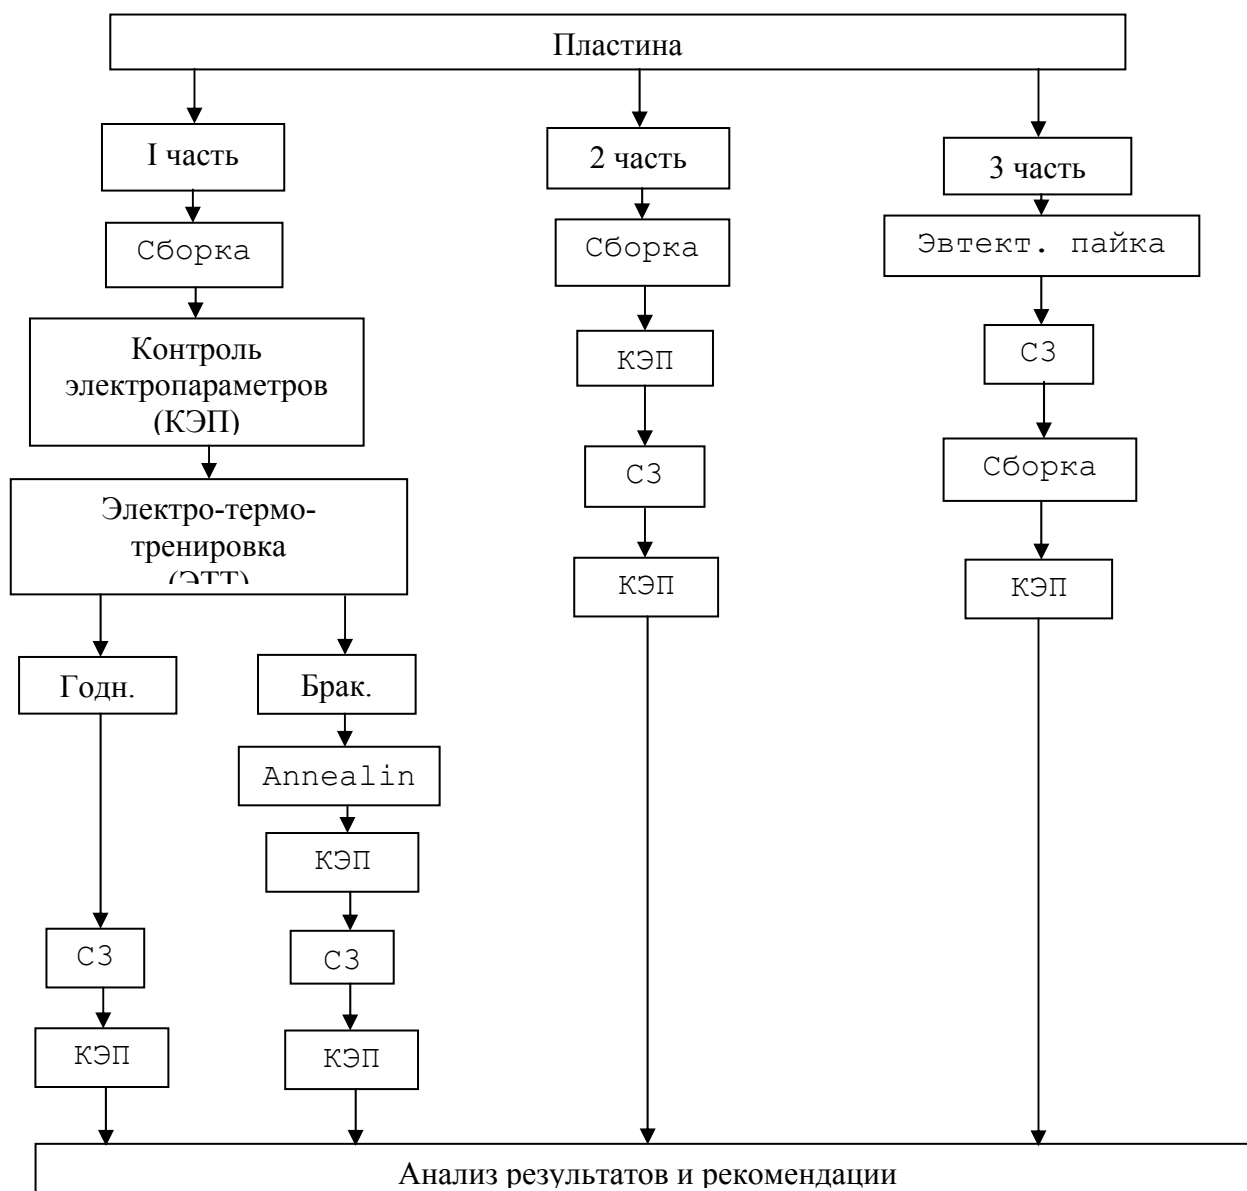 Пластина
I часть
2 часть
3 часть
Сборка
Сборка
Эвтект. пайка
Контроль
электропараметров
(КЭП)
КЭП
СЗ
Электро-термо-
тренировка
(ЭТТ)
СЗ
Сборка
КЭП
КЭП
Годн.
Брак.
Annealin
КЭП
СЗ
СЗ
КЭП
КЭП
Анализ результатов и рекомендации